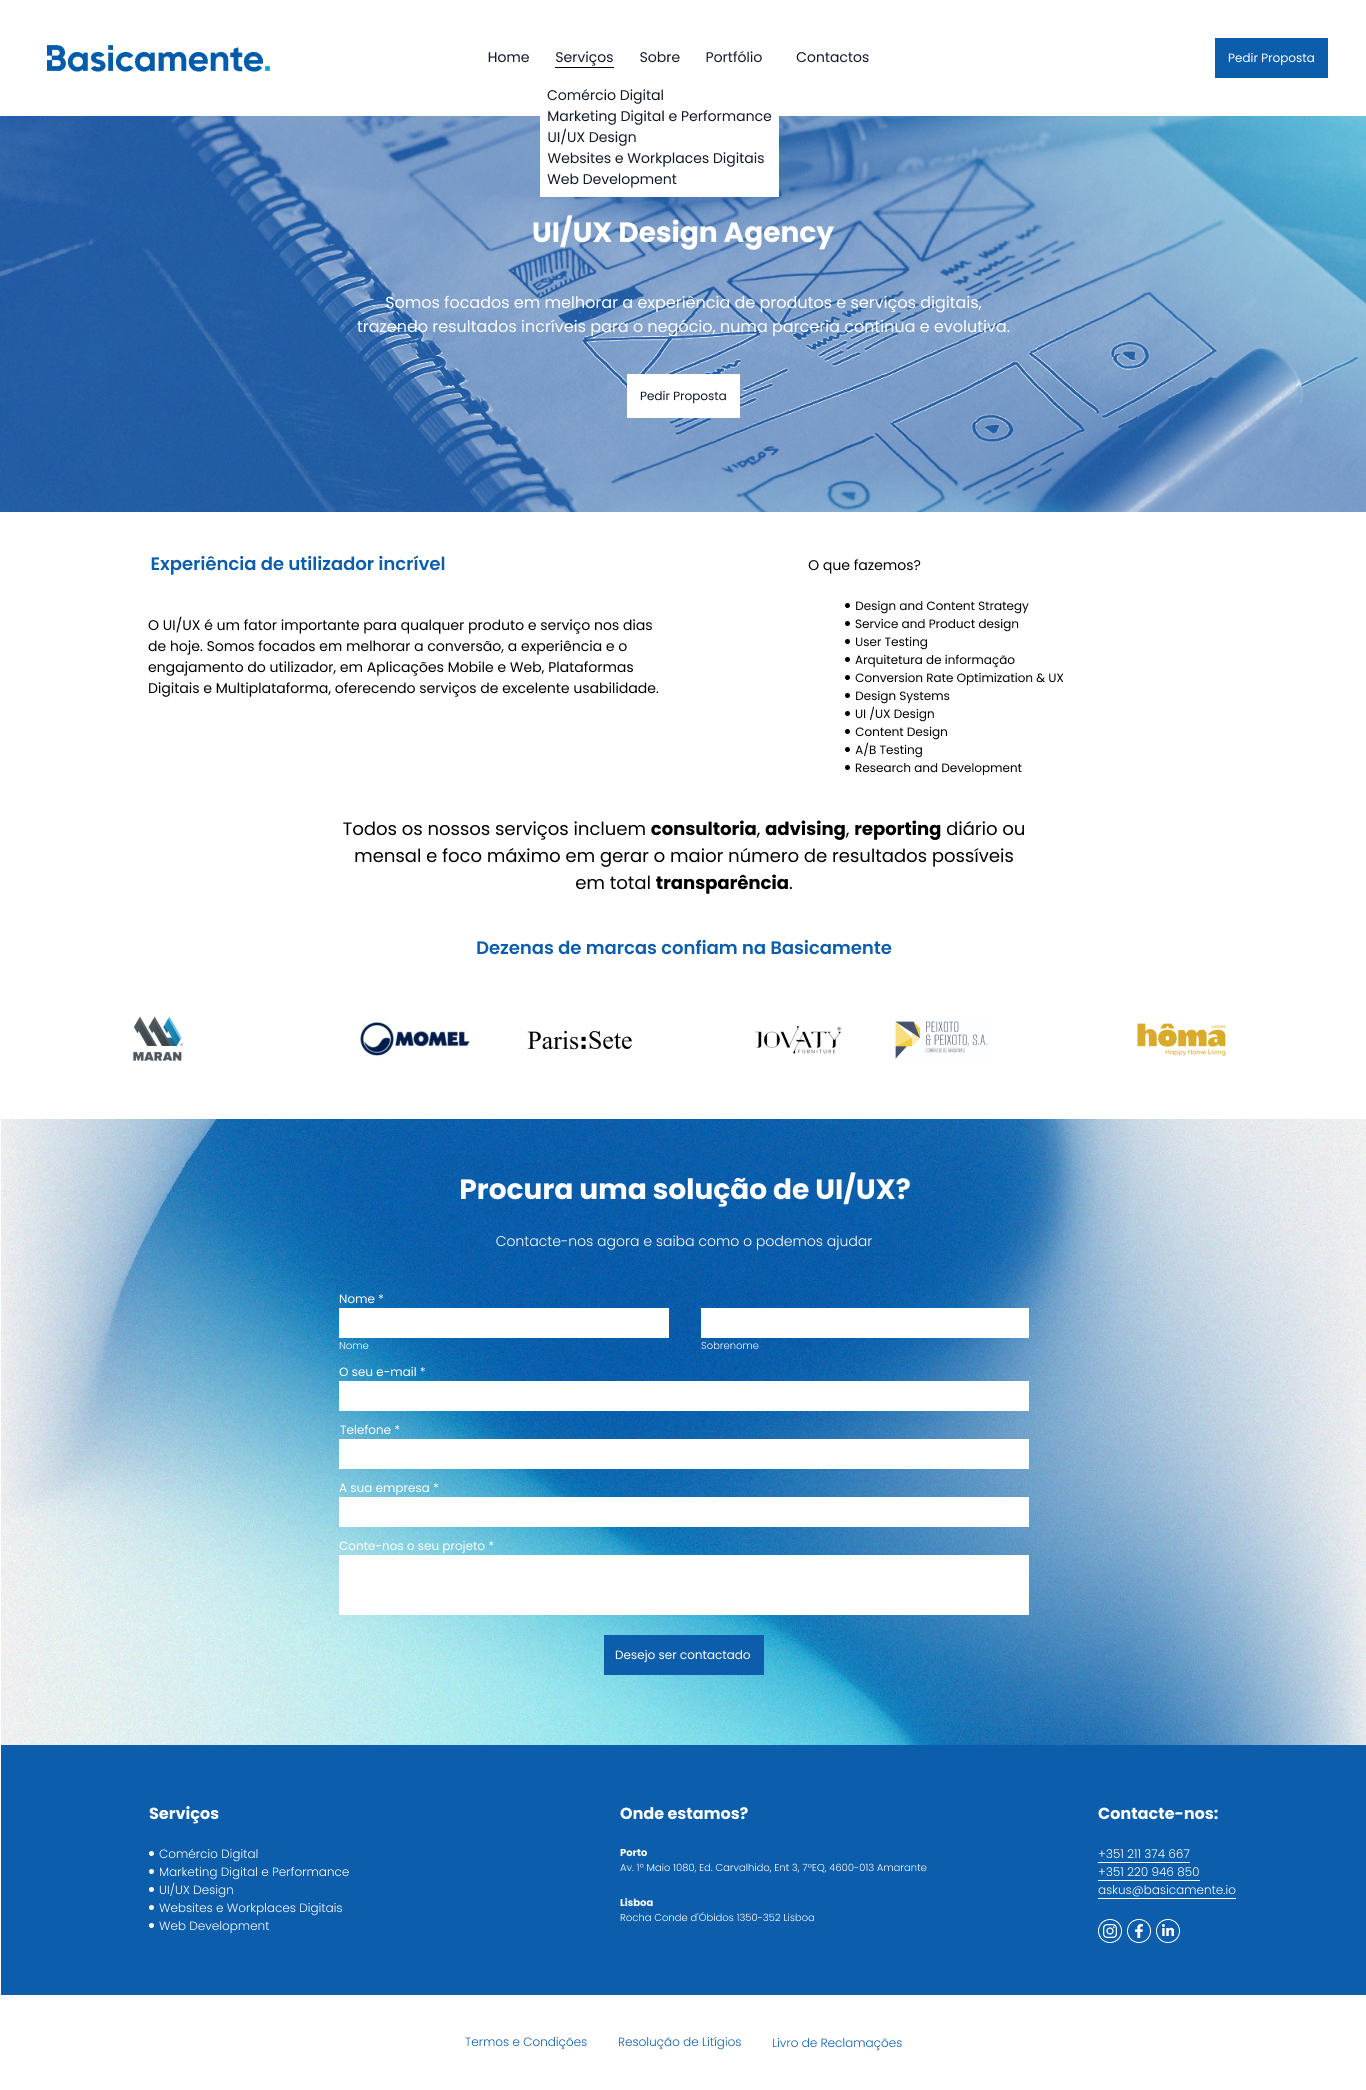 Basicamente.
Home Serviços Sobre Portfólio Contactos
Pedir Proposta
Comércio Digital
Marketing Digital e Performance
UI/UX Design
Websites e Workplaces Digitais
Web Development
UI/UX Design Agency
Somos focados em melhorar a experiência de produtos e serviços digitais,
trazendo resultados incríveis para o negócio, numa parceria contínua e evolutiva.
Pedir Proposta
VIDEOS
Experiência de utilizador incrível
O UI/UX é um fator importante para qualquer produto e serviço nos dias
de hoje. Somos focados em melhorar a conversão, a experiência e o
engajamento do utilizador, em Aplicações Mobile e Web, Plataformas
Digitais e Multiplataforma, oferecendo serviços de excelente usabilidade.
O que fazemos?
• Design and Content Strategy
• Service and Product design
• User Testing
• Arquitetura de informação
• Conversion Rate Optimization & UX
• Design Systems
• UI /UX Design
• Content Design
• A/B Testing
• Research and Development
Todos os nossos serviços incluem consultoria, advising, reporting diário ou
mensal e foco máximo em gerar o maior número de resultados possíveis
em total transparência.
Dezenas de marcas confiam na Basicamente
MARAN
MOMEL
Paris:Sete
JOVATY
FURNITURE
PEIXOTO
& PEIXOTO, S.A.
COMÉRCIO DE MÁQUINAS
hôma
Happy Home Living
Procura uma solução de UI/UX?
Contacte-nos agora e saiba como o podemos ajudar
Nome *
Nome
Sobrenome
O seu e-mail *
Telefone *
A sua empresa *
Conte-nos o seu projeto *
Desejo ser contactado
Serviços
• Comércio Digital
• Marketing Digital e Performance
• UI/UX Design
• Websites e Workplaces Digitais
• Web Development
Onde estamos?
Porto
Av. 1º Maio 1080, Ed. Carvalhido, Ent 3, 7ºEQ, 4600-013 Amarante
Lisboa
Rocha Conde d'Óbidos 1350-352 Lisboa
Contacte-nos:
+351 211 374 667
+351 220 946 850
askus@basicamente.io
Termos e Condições
Resolução de Litígios
Livro de Reclamações